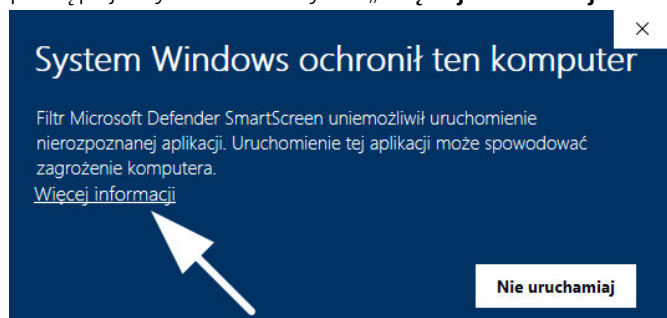 System Windows ochronił ten komputer
Filtr Microsoft Defender SmartScreen uniemożliwił uruchomienie
nierozpoznanej aplikacji. Uruchomienie tej aplikacji może spowodować
zagrożenie komputera.
Więcej informacji
Nie uruchamiaj